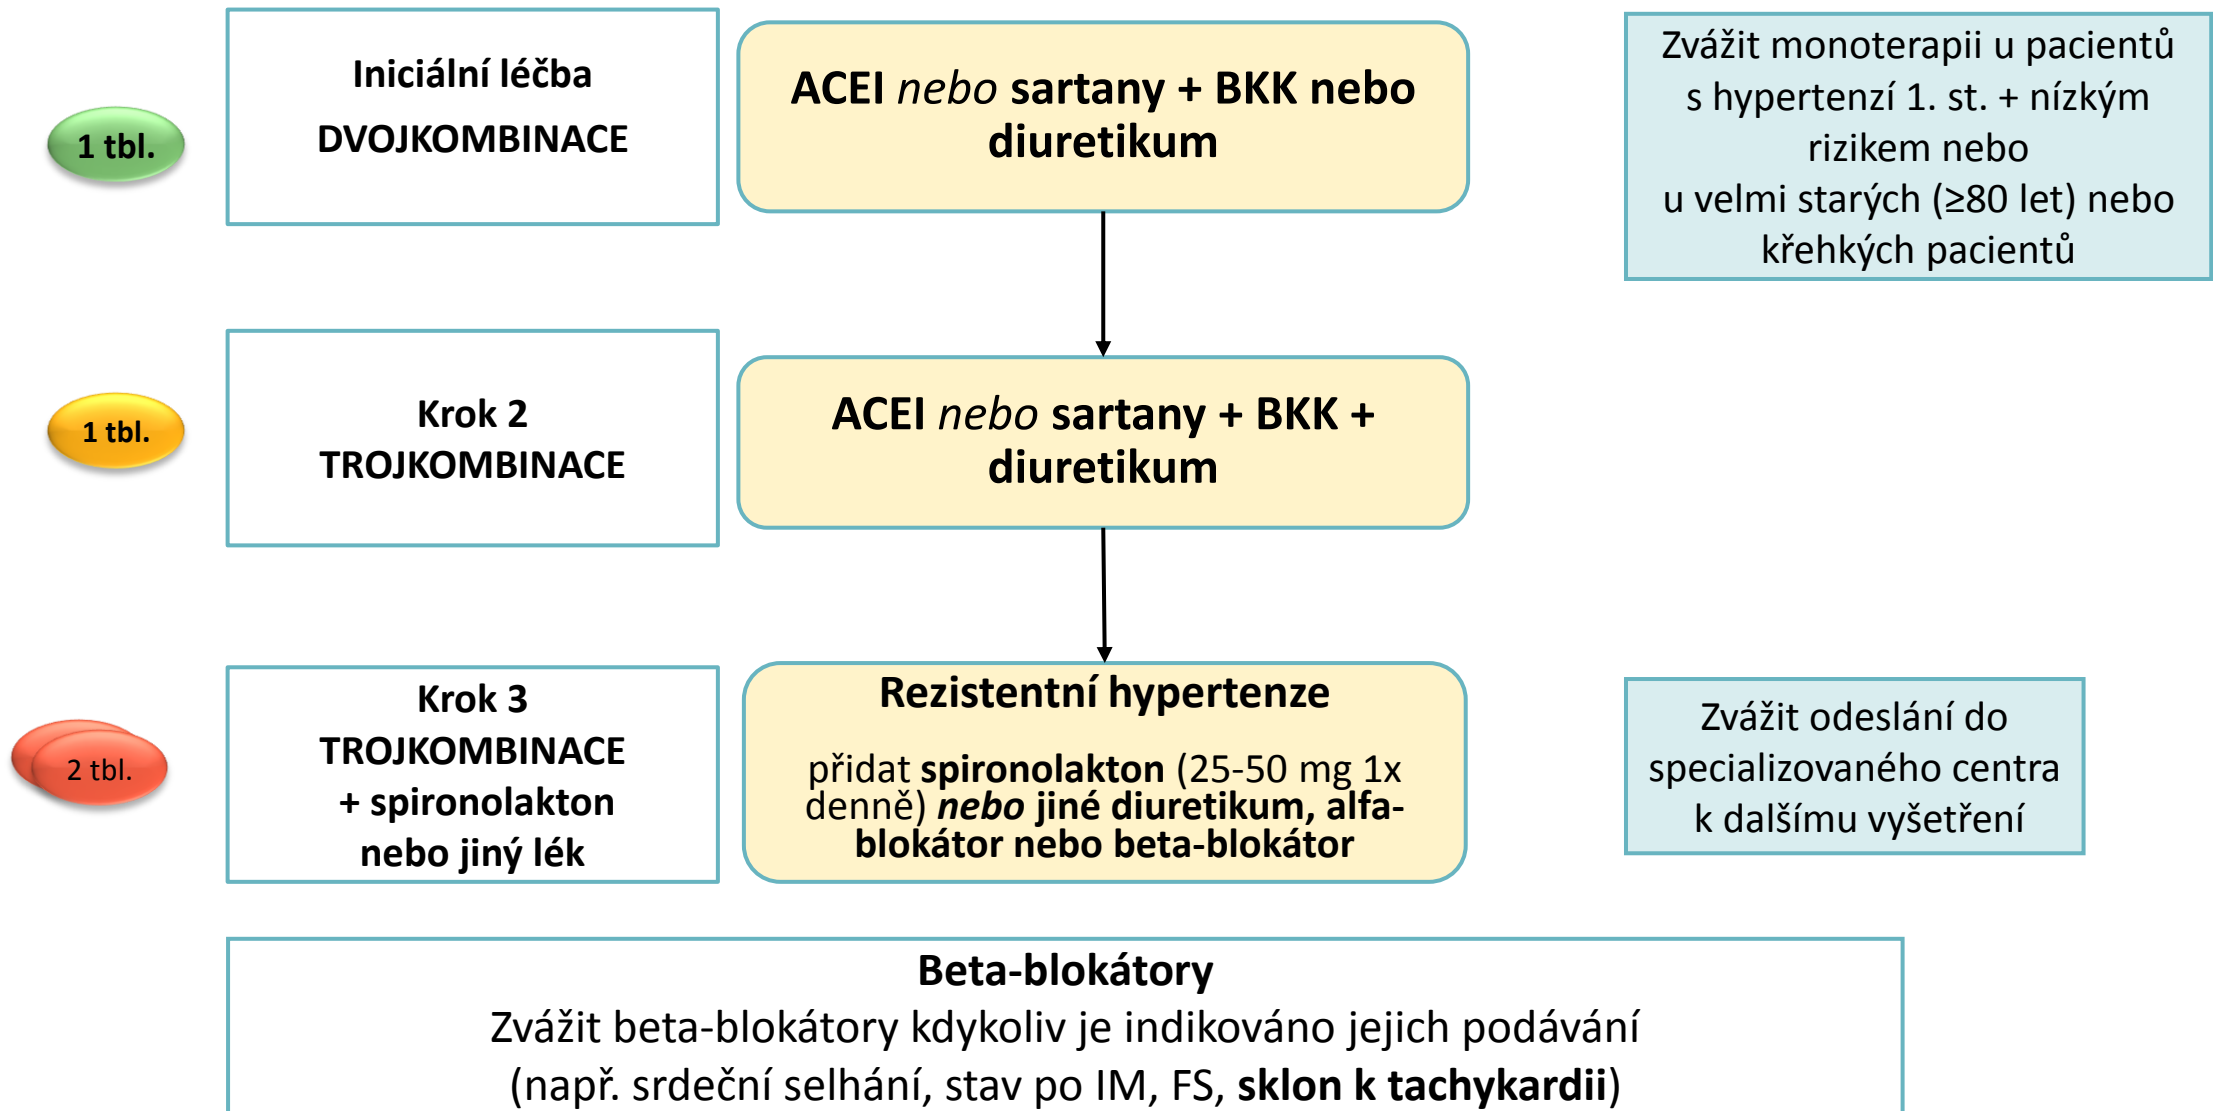 1 tbl.
Iniciální léčba
DVOJKOMBINACE
ACEI nebo sartany + BKK nebo
diuretikum
Zvážit monoterapii u pacientů
s hypertenzí 1. st. + nízkým
rizikem nebo
u velmi starých (≥80 let) nebo
křehkých pacientů
1 tbl.
Krok 2
TROJKOMBINACE
ACEI nebo sartany + BKK +
diuretikum
2 tbl.
Krok 3
TROJKOMBINACE
+ spironolakton
nebo jiný lék
Rezistentní hypertenze
přidat spironolakton (25-50 mg 1x
denně) nebo jiné diuretikum, alfa-
blokátor nebo beta-blokátor
Zvážit odeslání do
specializovaného centra
k dalšímu vyšetření
Beta-blokátory
Zvážit beta-blokátory kdykoliv je indikováno jejich podávání
(např. srdeční selhání, stav po IM, FS, sklon k tachykardii)